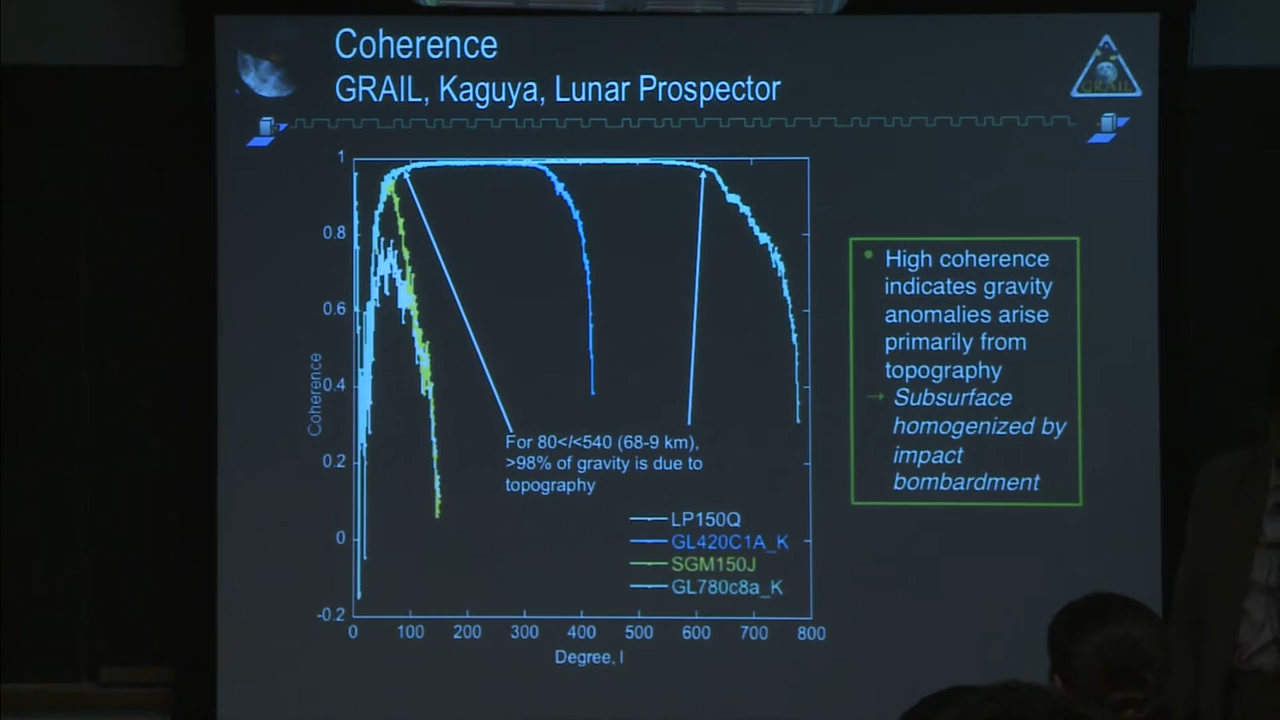 Coherence
GRAIL, Kaguya, Lunar Prospector
GRAIL
1
0.8
0.6
0.4
0.2
0
-0.2
Coherence
0 100 200 300 400 500 600 700 800
Degree, l
For 80<l<540 (68-9 km),
>98% of gravity is due to
topography
LP150Q
GL420C1A_K
SGM150J
GL780c8a_K
• High coherence
indicates gravity
anomalies arise
primarily from
topography
→ Subsurface
homogenized by
impact
bombardment